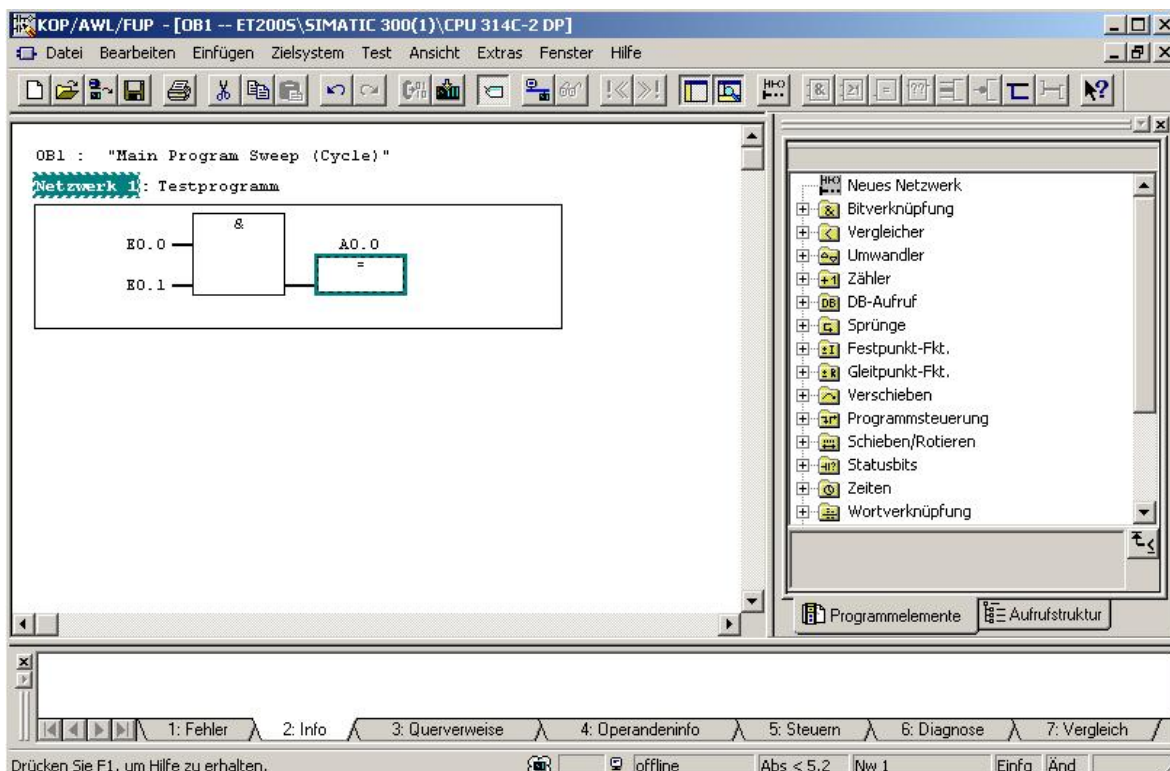 KOP/AWL/FUP - [OB1 -- ET200S\SIMATIC 300(1)\CPU 314C-2 DP]
Datei Bearbeiten Einfügen Zielsystem Test Ansicht Extras Fenster Hilfe
OB1 : "Main Program Sweep (Cycle)"
Netzwerk 1: Testprogramm
&
E0.0
A0.0
=
E0.1
Neues Netzwerk
Bitverknüpfung
Vergleicher
Umwandler
Zähler
DB-Aufruf
Sprünge
Festpunkt-Fkt.
Gleitpunkt-Fkt.
Verschieben
Programmsteuerung
Schieben/Rotieren
Statusbits
Zeiten
Wortverknüpfung
Programmelemente Aufrufstruktur
1: Fehler 2: Info 3: Querverweise 4: Operandeninfo 5: Steuern 6: Diagnose 7: Vergleich
Drücken Sie F1, um Hilfe zu erhalten. offline Abs < 5.2 Nw 1 Einfg Änd